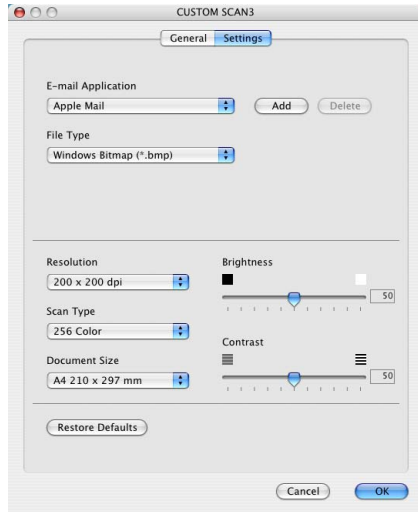 CUSTOM SCAN3
General Settings
E-mail Application
Apple Mail Add Delete
File Type
Windows Bitmap (*.bmp)
Resolution
200 x 200 dpi
Scan Type
256 Color
Document Size
A4 210 x 297 mm
Brightness
50
Contrast
50
Restore Defaults
Cancel OK